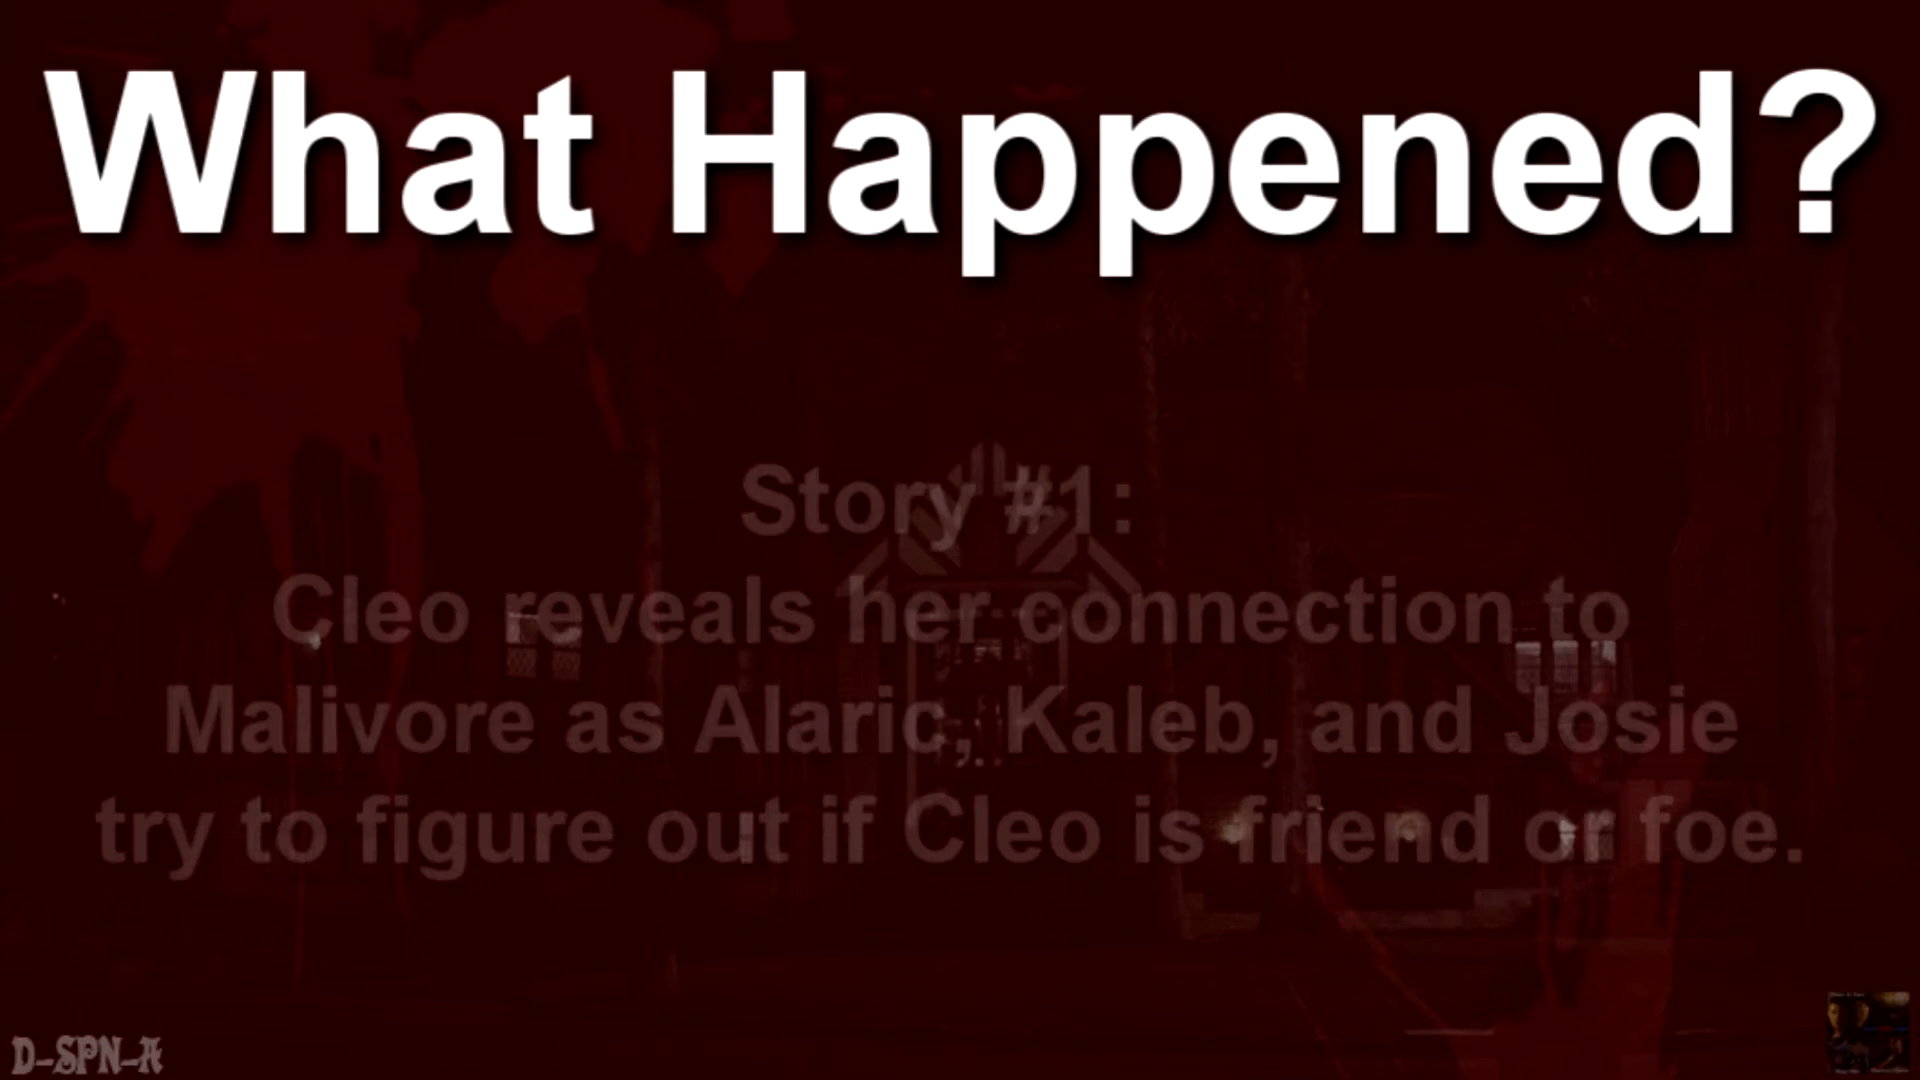 What Happened?
Story #1:
Cleo reveals her connection to
Malivore as Alaric, Kaleb, and Josie
try to figure out if Cleo is friend or foe.
D-SPN-A